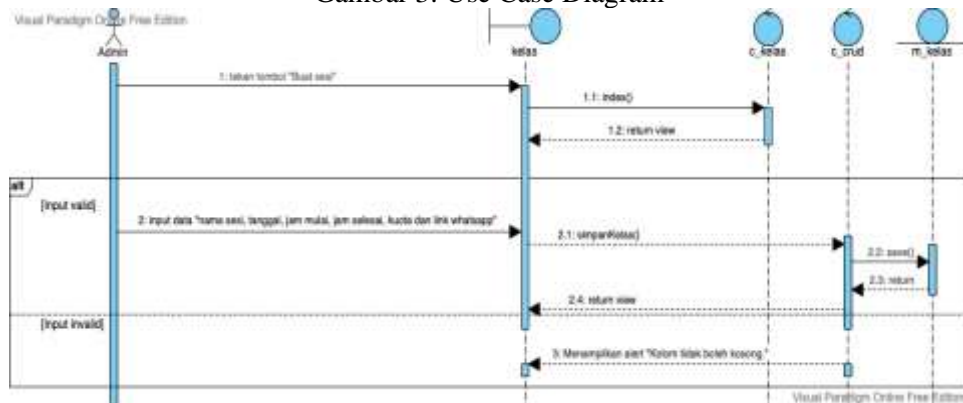 Gambar 3. Use Case Diagram
Visual Paradigm Online Free Edition
Admin
kelas
c_kelas
c_crud
m_kelas
1: tekan tombol "Buat sesi"
1.1: index()
1.2: return view
alt
[Input valid]
2: input data "nama sesi, tanggal, jam mulai, jam selesai, kuota dan link whatsapp"
2.1: simpanKelas()
2.2: save()
2.3: return
2.4: return view
[Input invalid]
3: Menampilkan alert "Kolom tidak boleh kosong."
Visual Paradigm Online Free Edition